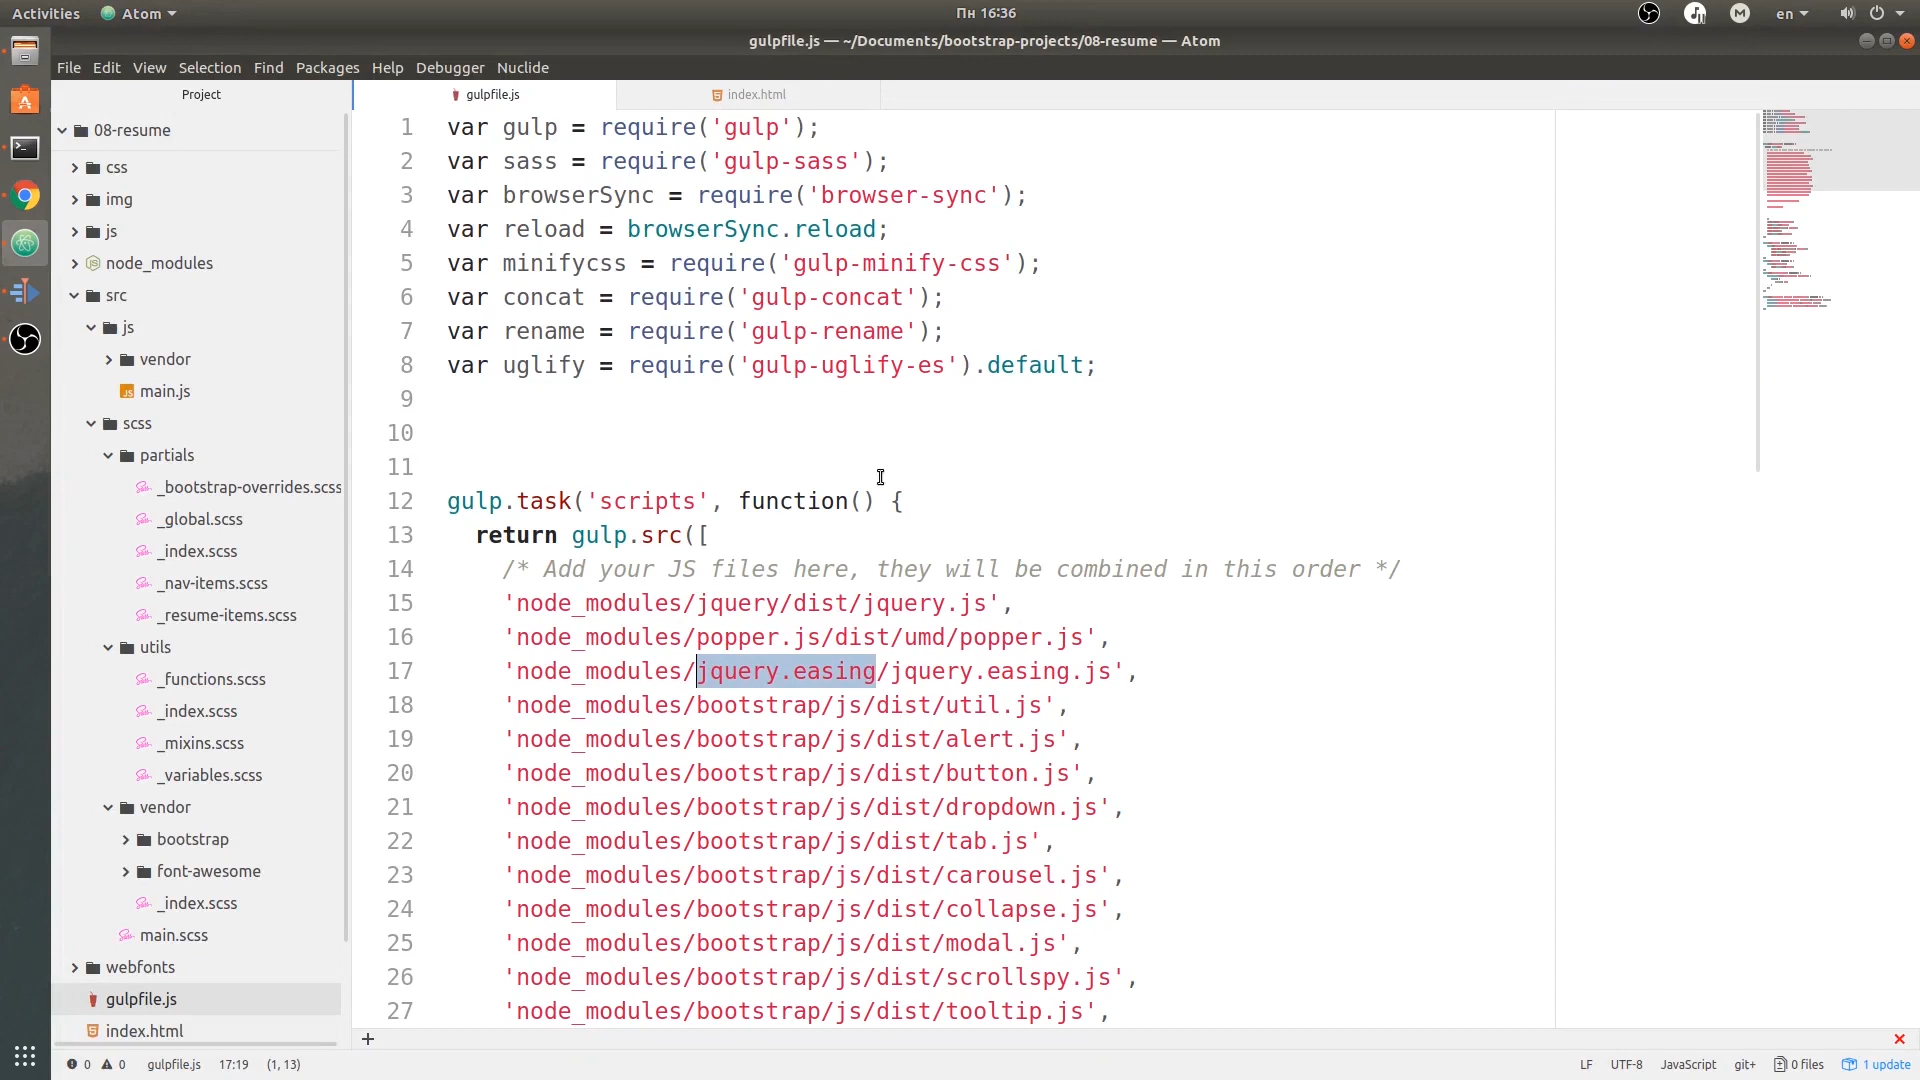 Activities
Atom
Пн 16:36
en
gulpfile.js — ~/Documents/bootstrap-projects/08-resume — Atom
File Edit View Selection Find Packages Help Debugger Nuclide
Project
gulpfile.js
index.html
08-resume
css
img
js
node_modules
src
js
vendor
main.js
scss
partials
_bootstrap-overrides.scss
_global.scss
_index.scss
_nav-items.scss
_resume-items.scss
utils
_functions.scss
_index.scss
_mixins.scss
_variables.scss
vendor
bootstrap
font-awesome
_index.scss
main.scss
webfonts
gulpfile.js
index.html
1 var gulp = require('gulp');
2 var sass = require('gulp-sass');
3 var browserSync = require('browser-sync');
4 var reload = browserSync.reload;
5 var minifycss = require('gulp-minify-css');
6 var concat = require('gulp-concat');
7 var rename = require('gulp-rename');
8 var uglify = require('gulp-uglify-es').default;
9
10
11
12 gulp.task('scripts', function() {
13 return gulp.src([
14 /* Add your JS files here, they will be combined in this order */
15 'node_modules/jquery/dist/jquery.js',
16 'node_modules/popper.js/dist/umd/popper.js',
17 'node_modules/jquery.easing/jquery.easing.js',
18 'node_modules/bootstrap/js/dist/util.js',
19 'node_modules/bootstrap/js/dist/alert.js',
20 'node_modules/bootstrap/js/dist/button.js',
21 'node_modules/bootstrap/js/dist/dropdown.js',
22 'node_modules/bootstrap/js/dist/tab.js',
23 'node_modules/bootstrap/js/dist/carousel.js',
24 'node_modules/bootstrap/js/dist/collapse.js',
25 'node_modules/bootstrap/js/dist/modal.js',
26 'node_modules/bootstrap/js/dist/scrollspy.js',
27 'node_modules/bootstrap/js/dist/tooltip.js',
0 0 gulpfile.js 17:19 (1, 13)
LF UTF-8 JavaScript git+ 0 files 1 update